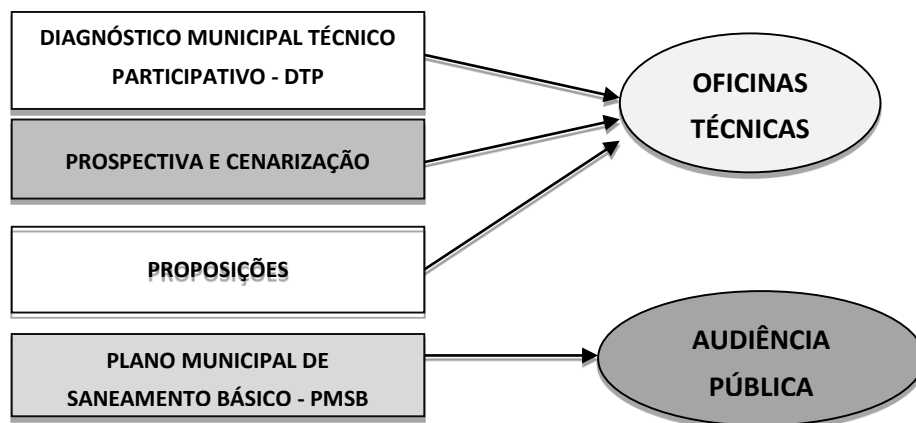 DIAGNÓSTICO MUNICIPAL TÉCNICO
PARTICIPATIVO - DTP
PROSPECTIVA E CENARIZAÇÃO
PROPOSIÇÕES
PLANO MUNICIPAL DE
SANEAMENTO BÁSICO - PMSB
OFICINAS
TÉCNICAS
AUDIÊNCIA
PÚBLICA